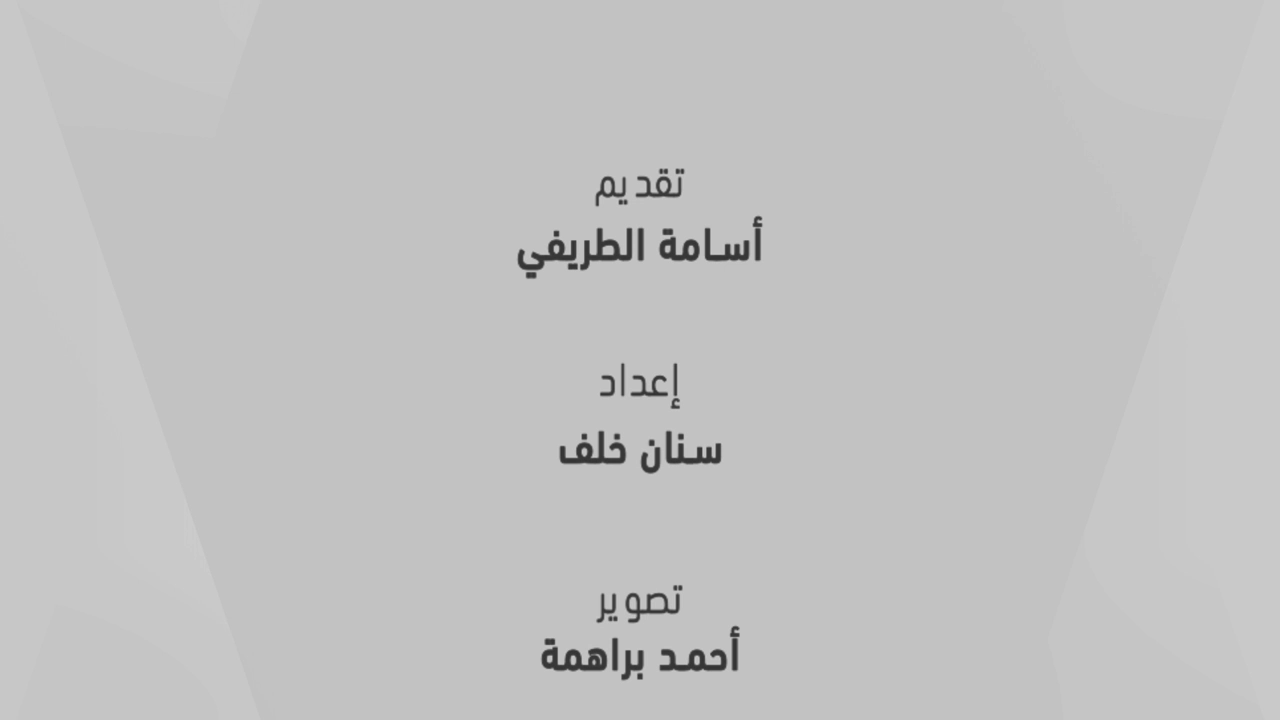 تقديم
أسامة الطريفي
إعداد
سنان خلف
تصوير
أحمد براهمة